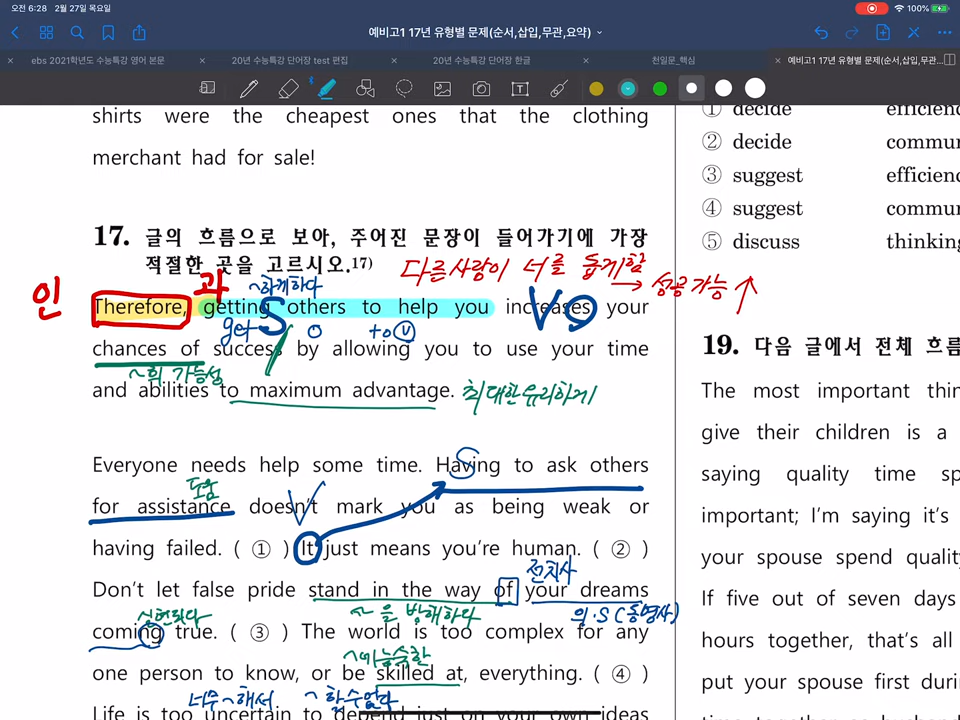 오전 6:28 2월 27일 목요일
100%
예비고1 17년 유형별 문제(순서,삽입,무관,요약)
ebs 2021학년도 수능특강 영어 본문
20년 수능특강 단어장 test 편집
20년 수능특강 단어장 한글
천일문_핵심
예비고1 17년 유형별 문제(순서,삽입,무관,...
shirts were the cheapest ones that the clothing
merchant had for sale!
17. 글의 흐름으로 보아, 주어진 문장이 들어가기에 가장
적절한 곳을 고르시오.17)
다른사람이 너를 돕게함 → 성공 가능 ↑
인 과 ~하게하다
Therefore, getting others to help you increases your
get S o to V V O
chances of success by allowing you to use your time
~의 가능성
and abilities to maximum advantage. 최대한유리하게
Everyone needs help some time. Having to ask others
S
도움
for assistance doesn't mark you as being weak or
V
having failed. ( ① ) It just means you're human. ( ② )
전치사
Don't let false pride stand in the way of your dreams
실현되다 ~을 방해하다 의.S(동명사)
coming true. ( ③ ) The world is too complex for any
~에능숙한
one person to know, or be skilled at, everything. ( ④ )
너무~해서 ~할수없다
Life is too uncertain to depend just on your own ideas
① decide efficien
② decide commu
③ suggest efficien
④ suggest commu
⑤ discuss thinking
19. 다음 글에서 전체 흐름
The most important thin
give their children is a
saying quality time sp
important; I'm saying it's
your spouse spend qualit
If five out of seven days
hours together, that's all
put your spouse first durin